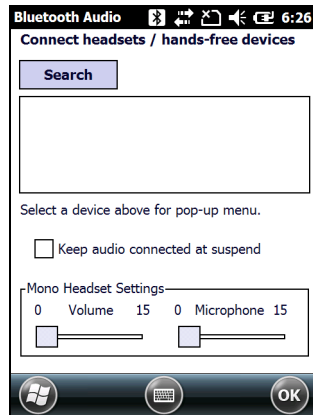 Bluetooth Audio 6:26
Connect headsets / hands-free devices
Search
Select a device above for pop-up menu.
Keep audio connected at suspend
Mono Headset Settings
0 Volume 15 0 Microphone 15
OK